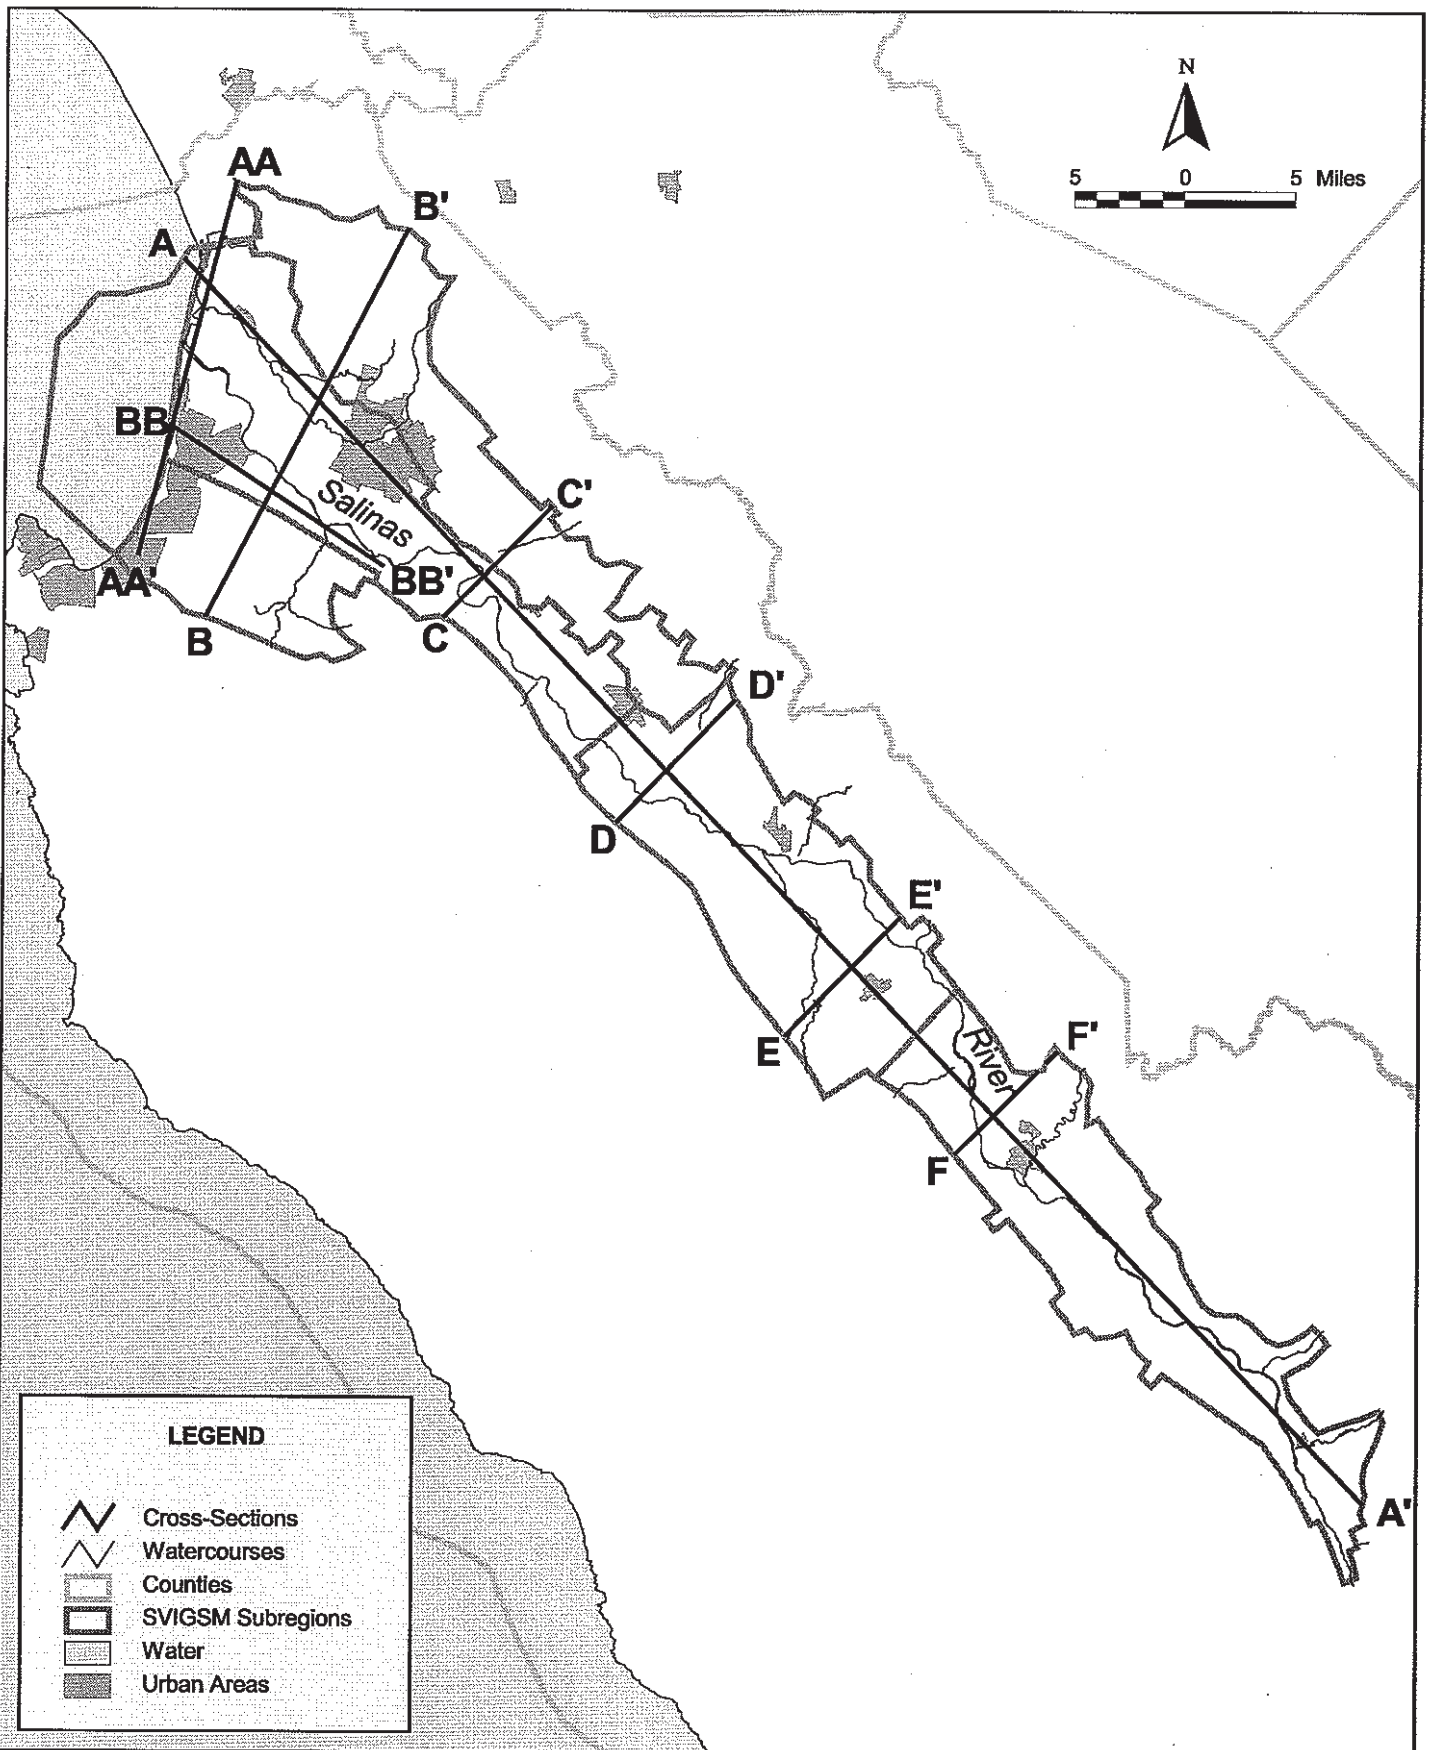 N
5 0 5 Miles
AA
B'
A
BB
C'
Salinas
BB'
AA'
C
B
D'
D
E'
River
F'
E
F
A'
LEGEND
Cross-Sections
Watercourses
Counties
SVIGSM Subregions
Water
Urban Areas